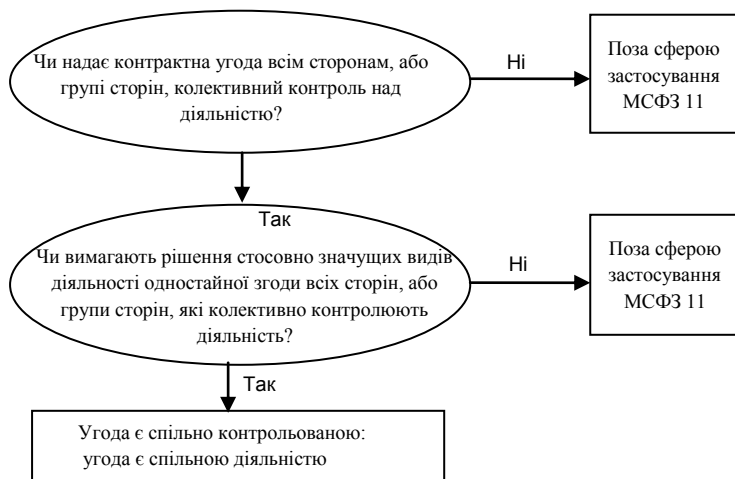 Чи надає контрактна угода всім сторонам, або
групі сторін, колективний контроль над
діяльністю?
Ні
Поза сферою
застосування
МСФЗ 11
Так
Чи вимагають рішення стосовно значущих видів
діяльності одностайної згоди всіх сторін, або
групи сторін, які колективно контролюють
діяльність?
Ні
Поза сферою
застосування
МСФЗ 11
Так
Угода є спільно контрольованою:
угода є спільною діяльністю